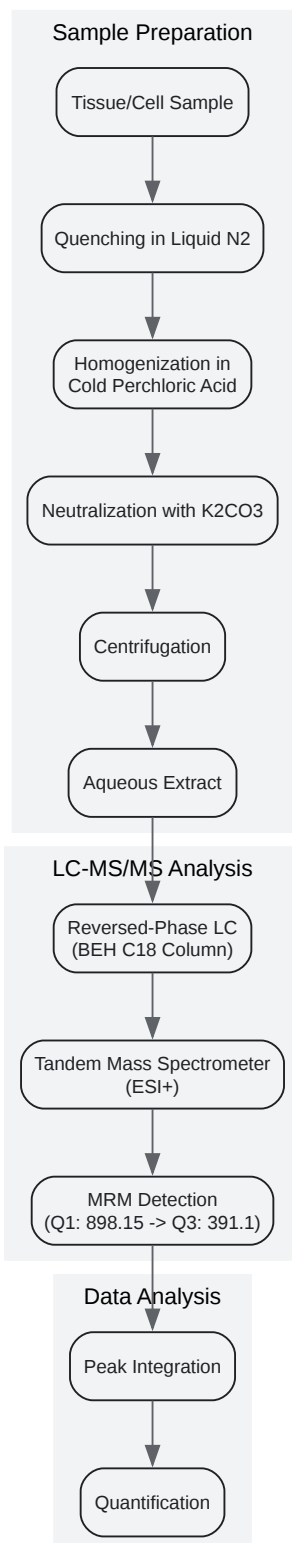 Sample Preparation
Tissue/Cell Sample
Quenching in Liquid N2
Homogenization in
Cold Perchloric Acid
Neutralization with K2CO3
Centrifugation
Aqueous Extract
LC-MS/MS Analysis
Reversed-Phase LC
(BEH C18 Column)
Tandem Mass Spectrometer
(ESI+)
MRM Detection
(Q1: 898.15 -> Q3: 391.1)
Data Analysis
Peak Integration
Quantification